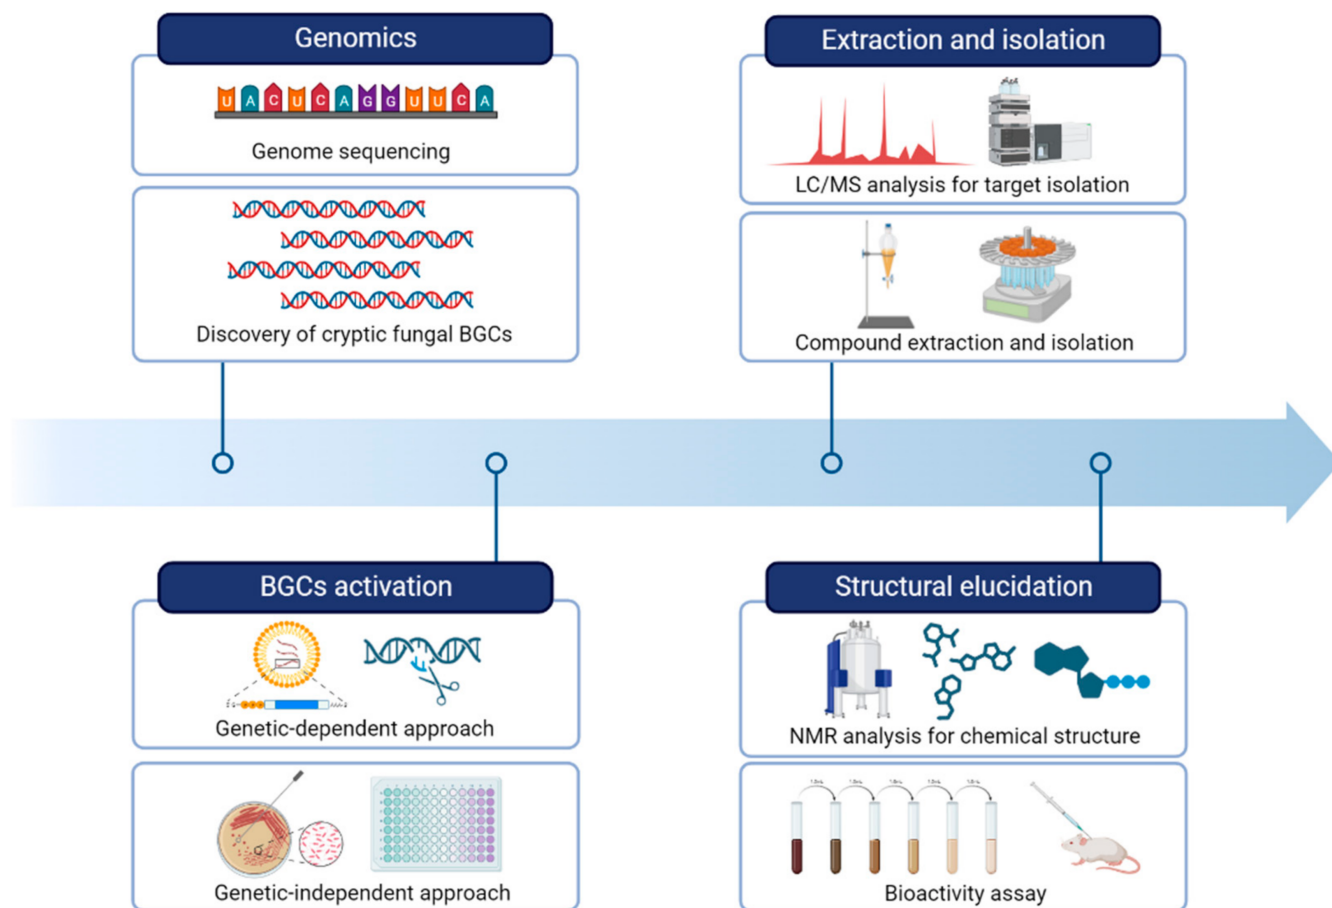 Genomics
U A C U C A G G U U C A
Genome sequencing
Discovery of cryptic fungal BGCs
Extraction and isolation
LC/MS analysis for target isolation
Compound extraction and isolation
BGCs activation
Genetic-dependent approach
Genetic-independent approach
Structural elucidation
NMR analysis for chemical structure
Bioactivity assay